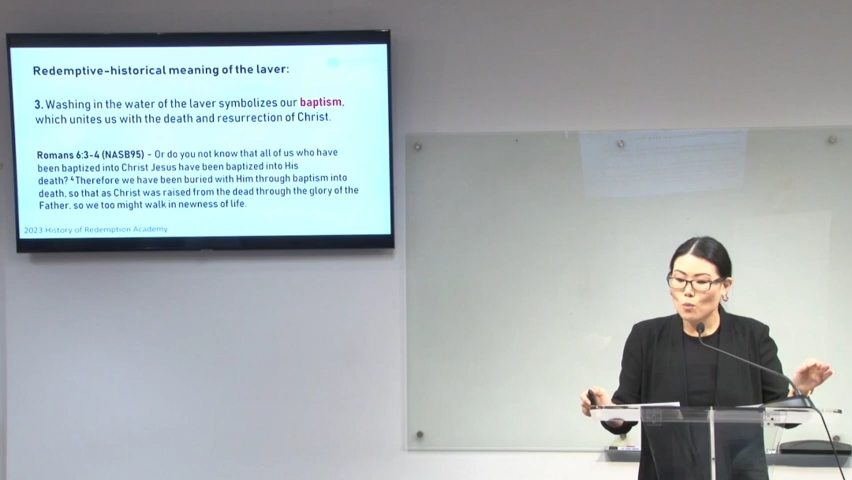 Redemptive-historical meaning of the laver:
3. Washing in the water of the laver symbolizes our baptism,
which unites us with the death and resurrection of Christ.
Romans 6:3-4 (NASB95) - Or do you not know that all of us who have
been baptized into Christ Jesus have been baptized into His
death? ⁴Therefore we have been buried with Him through baptism into
death, so that as Christ was raised from the dead through the glory of the
Father, so we too might walk in newness of life.
2023 History of Redemption Academy